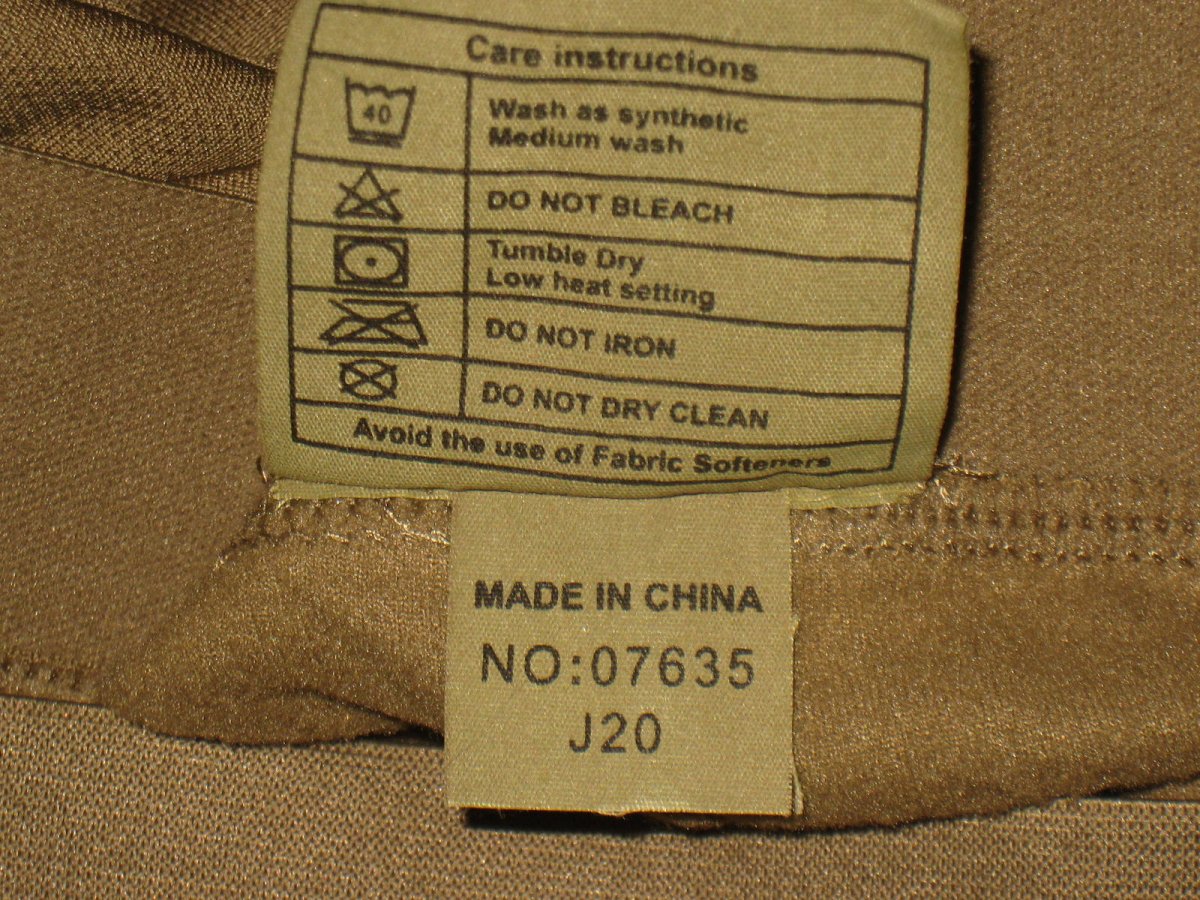 Care instructions
40
Wash as synthetic
Medium wash
DO NOT BLEACH
Tumble Dry
Low heat setting
DO NOT IRON
DO NOT DRY CLEAN
Avoid the use of Fabric Softeners
MADE IN CHINA
NO:07635
J20